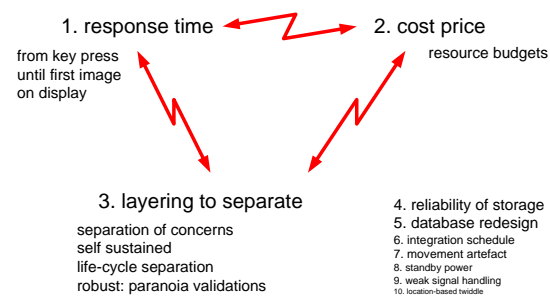 1. response time
2. cost price
from key press
until first image
on display
resource budgets
3. layering to separate
separation of concerns
self sustained
life-cycle separation
robust: paranoia validations
4. reliability of storage
5. database redesign
6. integration schedule
7. movement artefact
8. standby power
9. weak signal handling
10. location-based twiddle